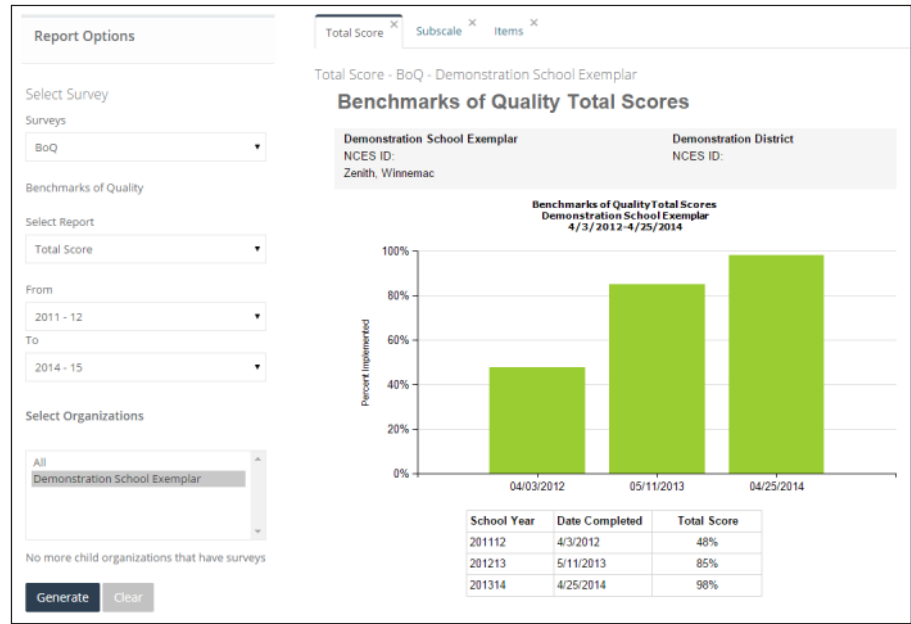 Report Options
Select Survey
Surveys
BoQ
Benchmarks of Quality
Select Report
Total Score
From
2011 - 12
To
2014 - 15
Select Organizations
All
Demonstration School Exemplar
No more child organizations that have surveys
Generate Clear
Total Score × Subscale × Items ×
Total Score - BoQ - Demonstration School Exemplar
Benchmarks of Quality Total Scores
Demonstration School Exemplar Demonstration District
NCES ID: NCES ID:
Zenith, Winnemac
Benchmarks of QualityTotal Scores
Demonstration School Exemplar
4/3/2012-4/25/2014
Percent Implemented
100%
80%
60%
40%
20%
0%
04/03/2012 05/11/2013 04/25/2014
School Year Date Completed Total Score
201112 4/3/2012 48%
201213 5/11/2013 85%
201314 4/25/2014 98%